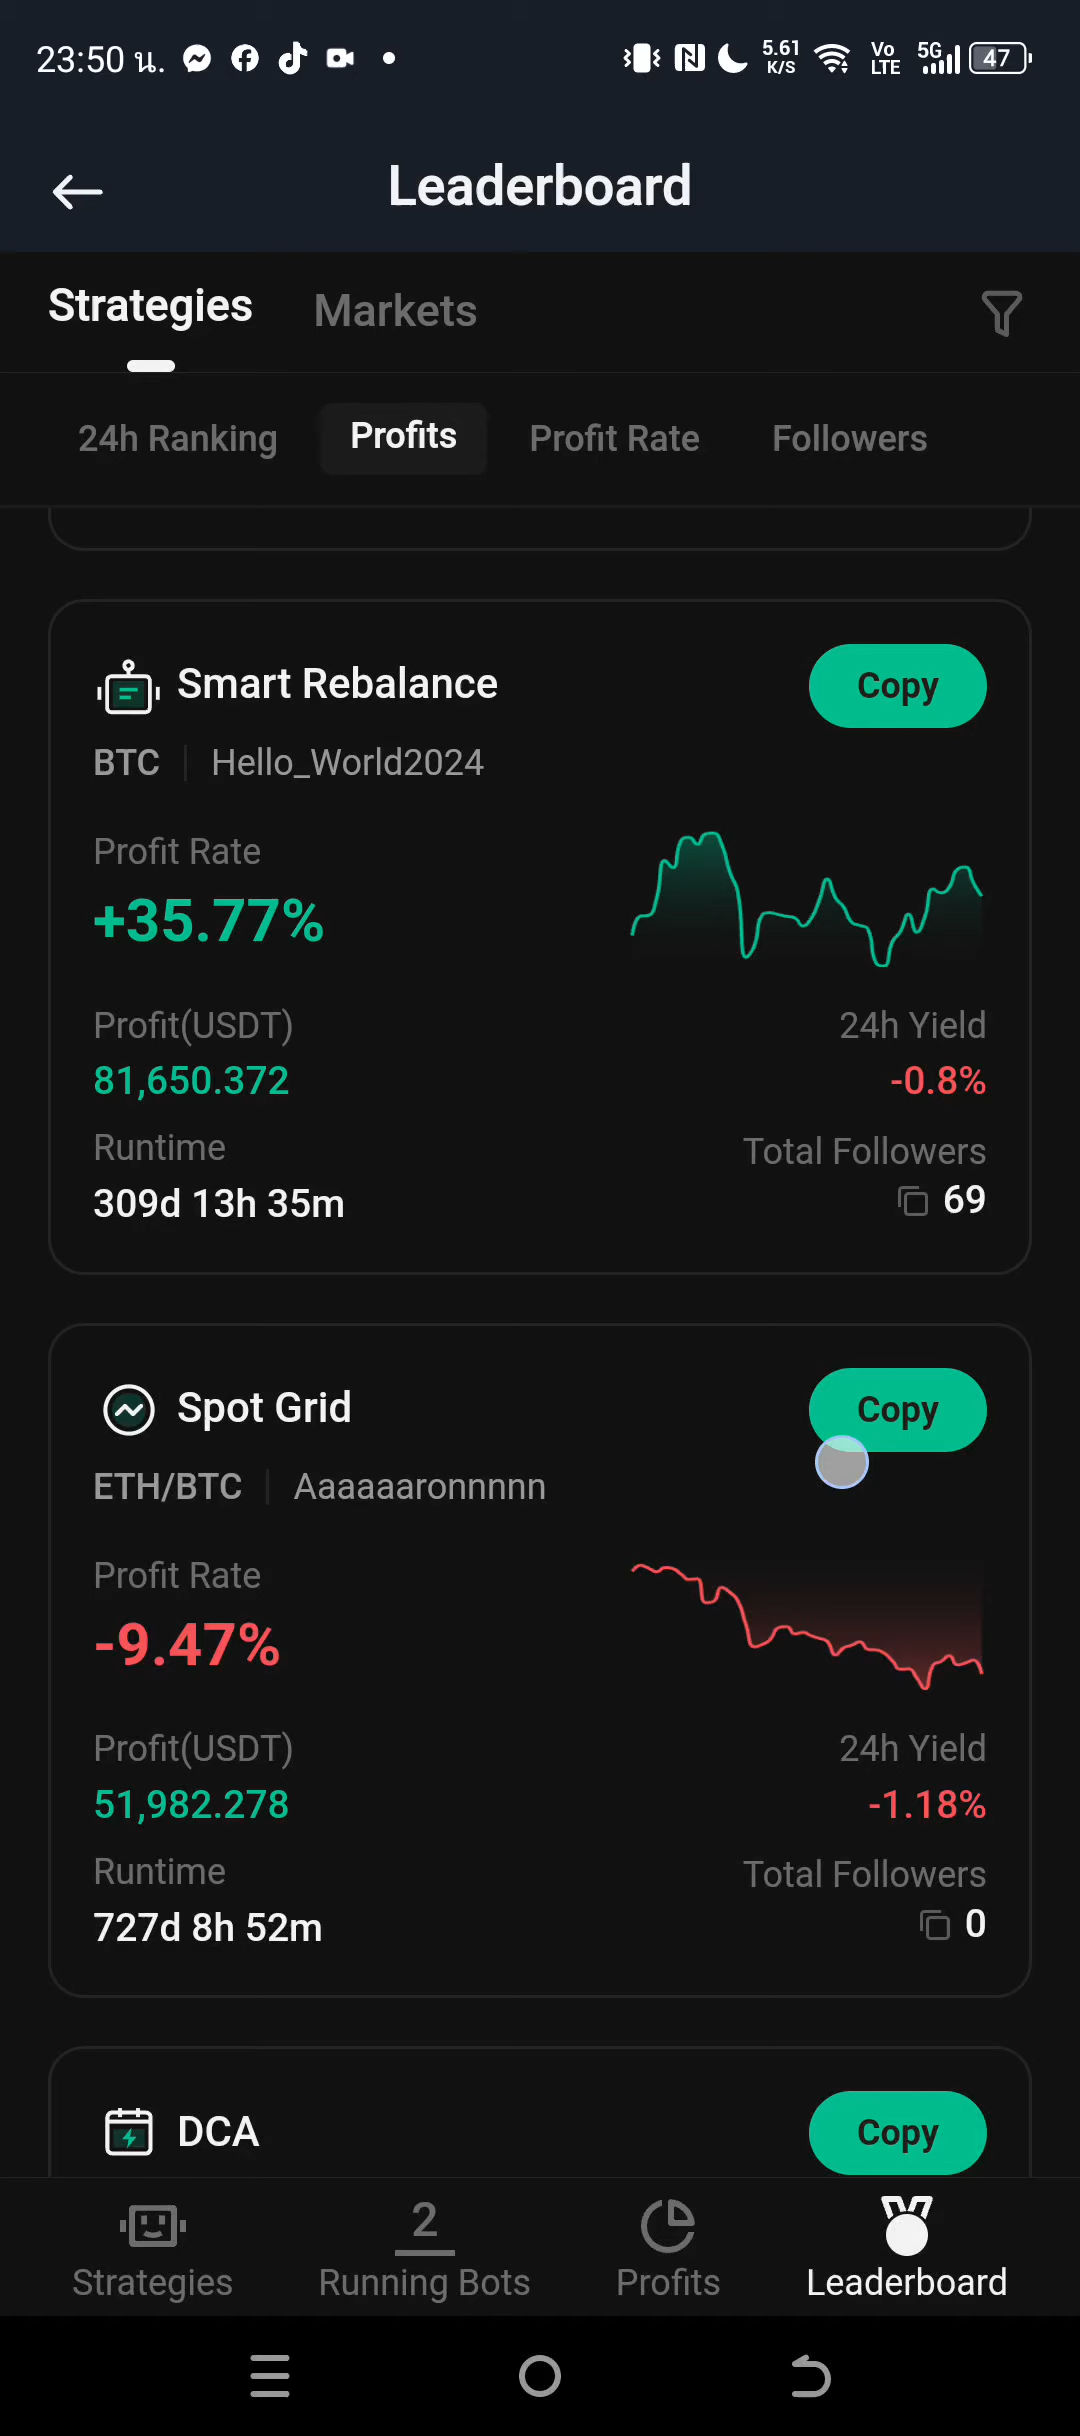 23:50 น. 5.61 K/S Vo LTE 5G 47
Leaderboard
Strategies Markets
24h Ranking Profits Profit Rate Followers
Smart Rebalance Copy
BTC Hello_World2024
Profit Rate
+35.77%
Profit(USDT) 24h Yield
81,650.372 -0.8%
Runtime Total Followers
309d 13h 35m 69
Spot Grid Copy
ETH/BTC Aaaaaaronnnnn
Profit Rate
-9.47%
Profit(USDT) 24h Yield
51,982.278 -1.18%
Runtime Total Followers
727d 8h 52m 0
DCA Copy
2
Strategies Running Bots Profits Leaderboard